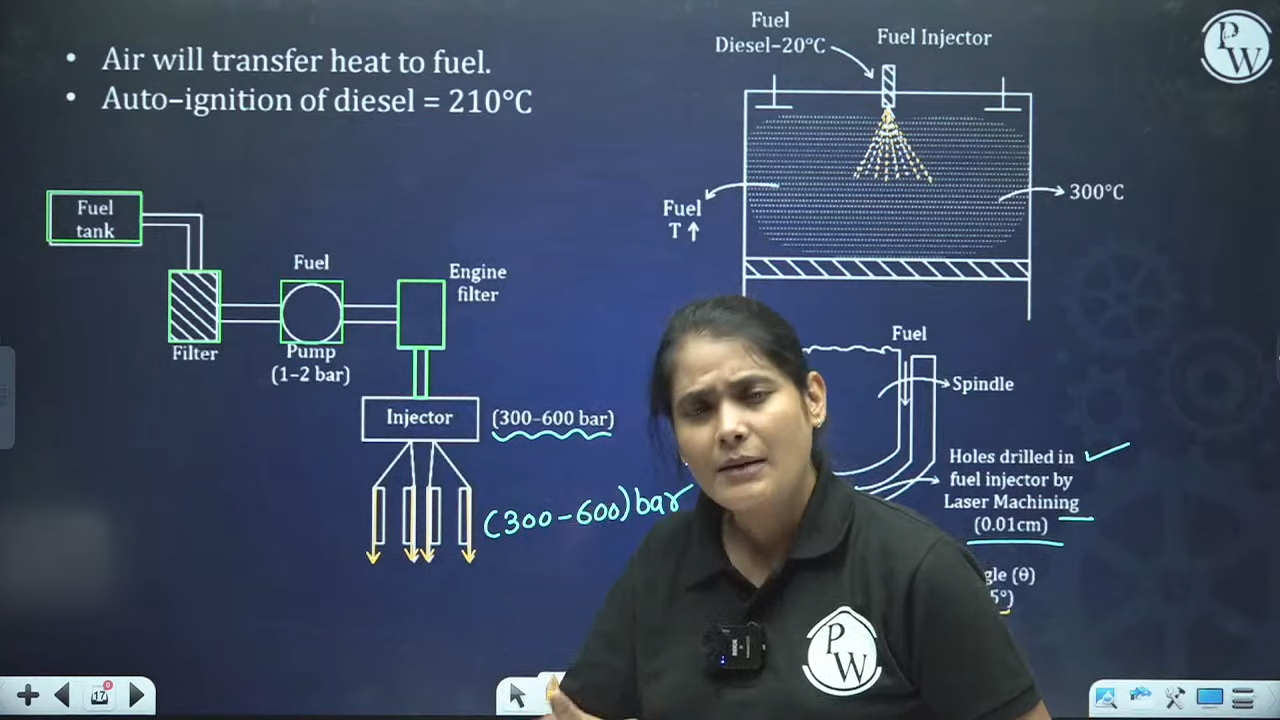 • Air will transfer heat to fuel.
• Auto–ignition of diesel = 210°C
Fuel
Diesel–20°C
Fuel Injector
PW
Fuel
T ↑
300°C
Fuel
tank
Filter
Fuel
Pump
(1–2 bar)
Engine
filter
Injector
(300–600 bar)
(300–600) bar
Fuel
Spindle
Holes drilled in
fuel injector by
Laser Machining
(0.01cm)
(θ)
PW
17